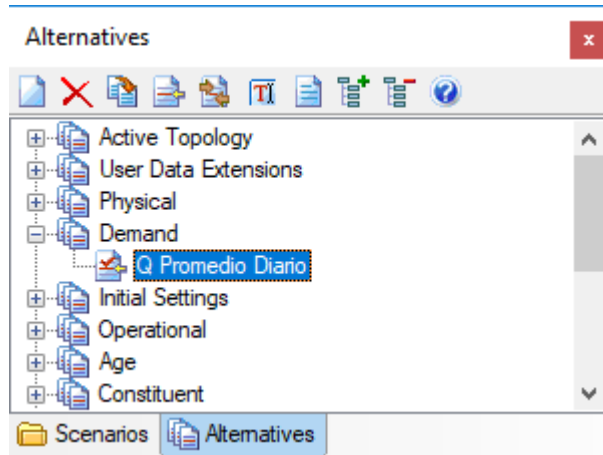 Alternatives
Active Topology
User Data Extensions
Physical
Demand
Q Promedio Diario
Initial Settings
Operational
Age
Constituent
Scenarios Alternatives